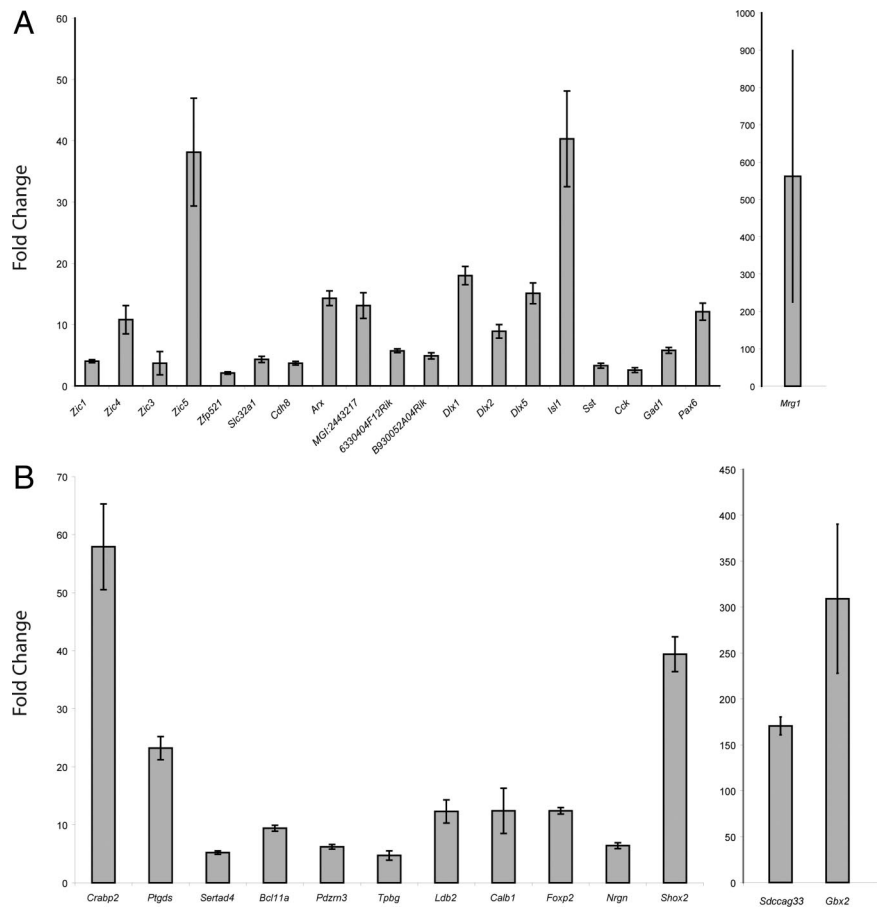 A
Fold Change
60
50
40
30
20
10
0
Zic1
Zic4
Zic3
Zic5
Zfp521
Slc32a1
Cdh8
Arx
MGI:2443217
6330404F12Rik
B930052A04Rik
Dlx1
Dlx2
Dlx5
Isl1
Sst
Cck
Gad1
Pax6
1000
900
800
700
600
500
400
300
200
100
0
Mrg1
B
Fold Change
70
60
50
40
30
20
10
0
Crabp2
Ptgds
Sertad4
Bcl11a
Pdzrn3
Tpbg
Ldb2
Calb1
Foxp2
Nrgn
Shox2
450
400
350
300
250
200
150
100
50
0
Sdccag33
Gbx2